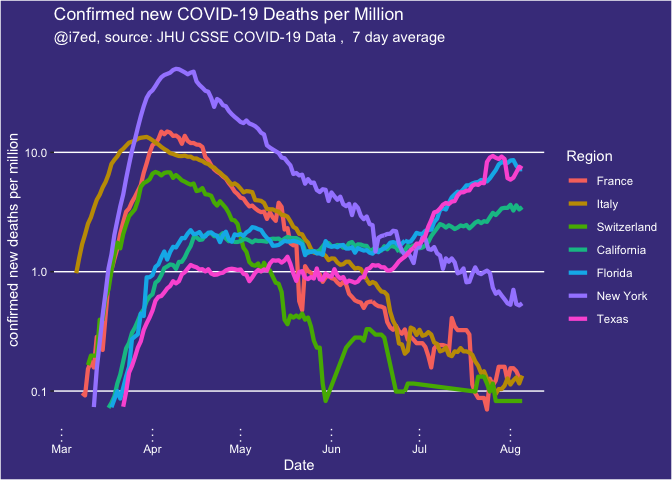 Confirmed new COVID-19 Deaths per Million
@i7ed, source: JHU CSSE COVID-19 Data ,  7 day average
confirmed new deaths per million
10.0
1.0
0.1
Mar
Apr
May
Jun
Jul
Aug
Date
Region
France
Italy
Switzerland
California
Florida
New York
Texas